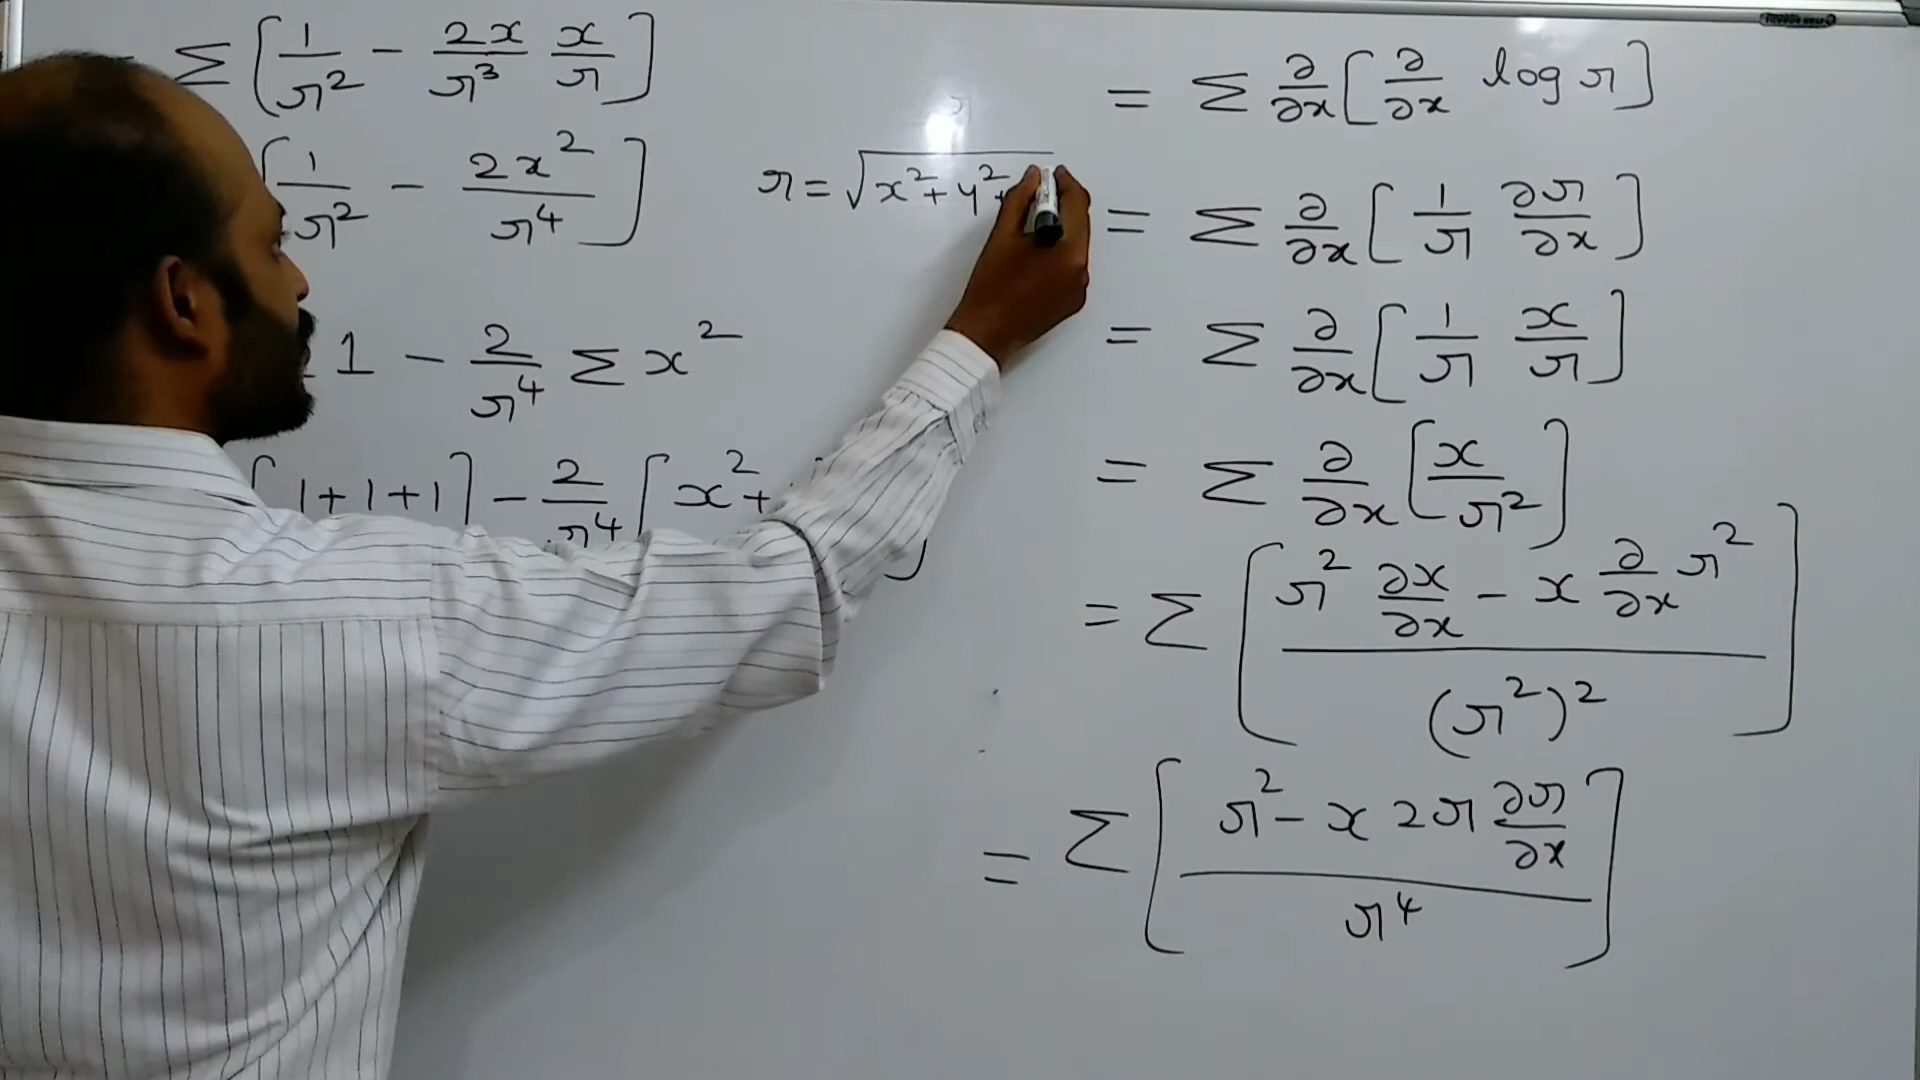 Σ [ 1/r² - 2x/r³ x/r ]
[ 1/r² - 2x²/r⁴ ]
1 - 2/r⁴ Σ x²
[ 1+1+1 ] - 2/r⁴ [ x² +
r = √x²+y²+
= Σ ∂/∂x [ ∂/∂x log r ]
= Σ ∂/∂x [ 1/r ∂r/∂x ]
= Σ ∂/∂x [ 1/r x/r ]
= Σ ∂/∂x [ x/r² ]
= Σ [ r² ∂x/∂x - x ∂/∂x r² / (r²)² ]
= Σ [ r² - x 2r ∂r/∂x / r⁴ ]